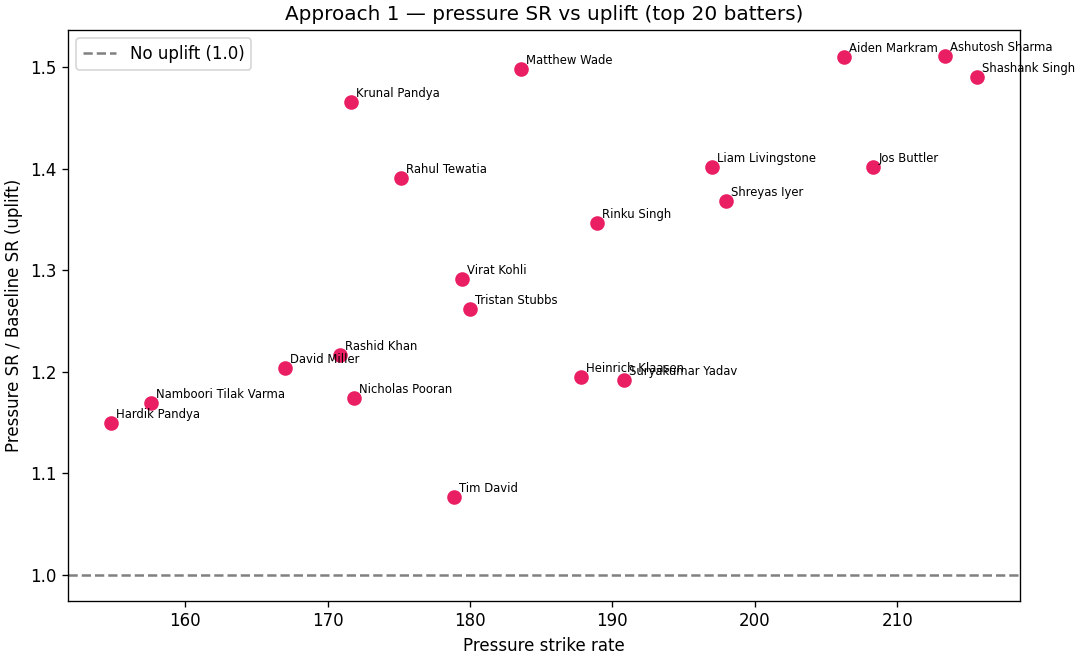 Approach 1 — pressure SR vs uplift (top 20 batters)
No uplift (1.0)
Aiden Markram
Ashutosh Sharma
Matthew Wade
Shashank Singh
Krunal Pandya
Rahul Tewatia
Liam Livingstone
Jos Buttler
Shreyas Iyer
Rinku Singh
Virat Kohli
Tristan Stubbs
Rashid Khan
David Miller
Heinrich Klaasen
Suryakumar Yadav
Nicholas Pooran
Namboori Tilak Varma
Hardik Pandya
Tim David
Pressure SR / Baseline SR (uplift)
1.5
1.4
1.3
1.2
1.1
1.0
160 170 180 190 200 210
Pressure strike rate